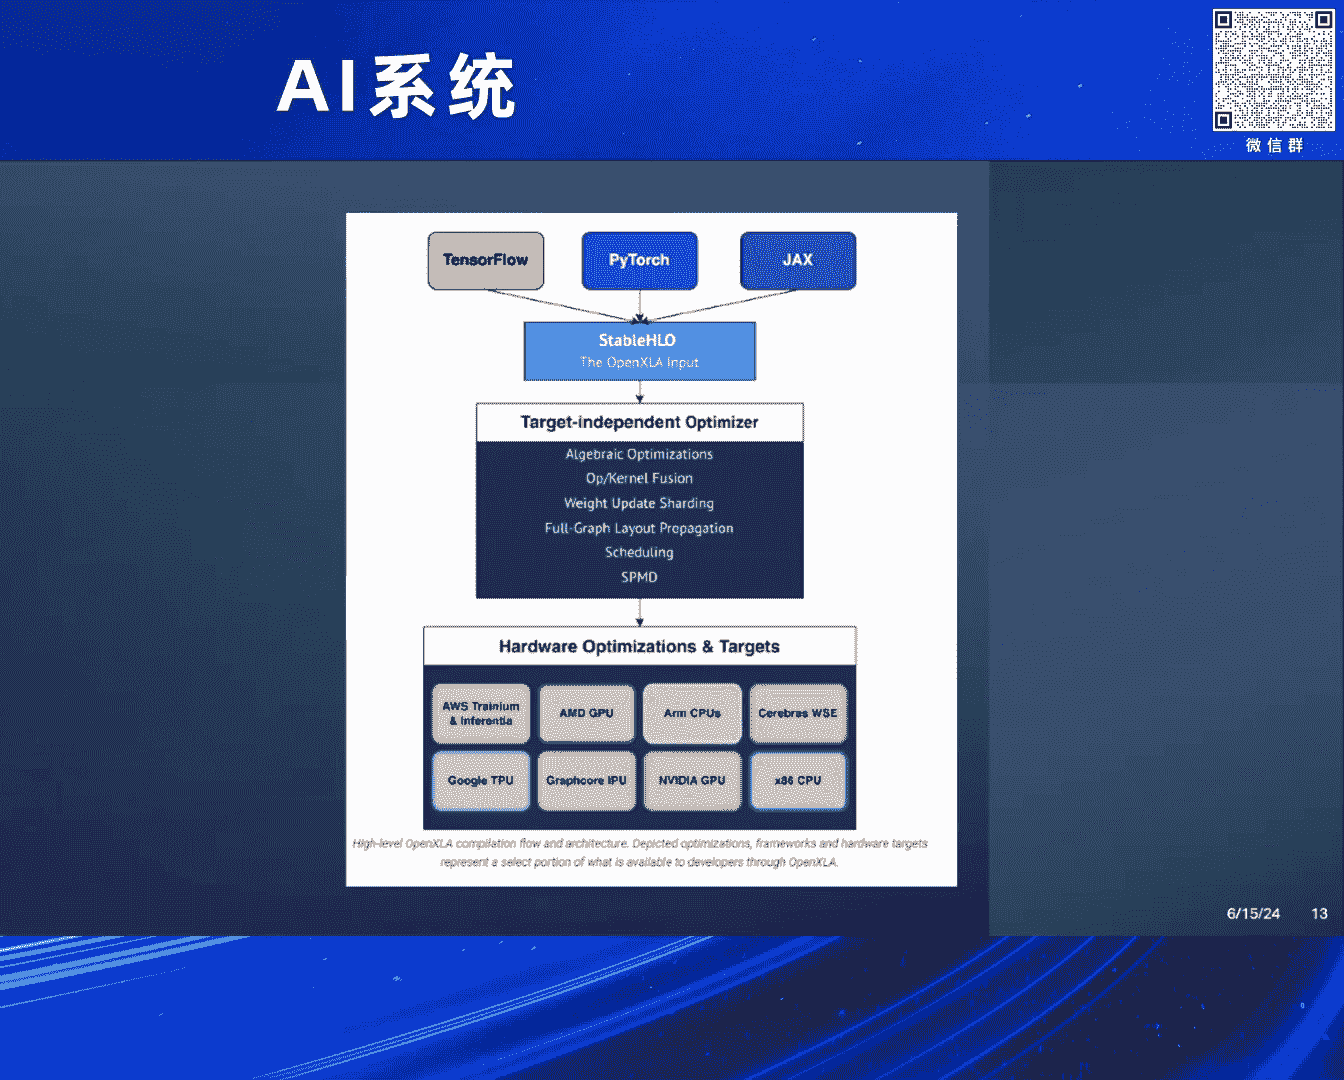 AI系统
微信群
TensorFlow
PyTorch
JAX
StableHLO
The OpenXLA Input
Target-independent Optimizer
Algebraic Optimizations
Op/Kernel Fusion
Weight Update Sharding
Full-Graph Layout Propagation
Scheduling
SPMD
Hardware Optimizations & Targets
AWS Trainium
& Inferentia
AMD GPU
Arm CPUs
Cerebras WSE
Google TPU
Graphcore IPU
NVIDIA GPU
x86 CPU
High-level OpenXLA compilation flow and architecture. Depicted optimizations, frameworks and hardware targets
represent a select portion of what is available to developers through OpenXLA.
6/15/24
13